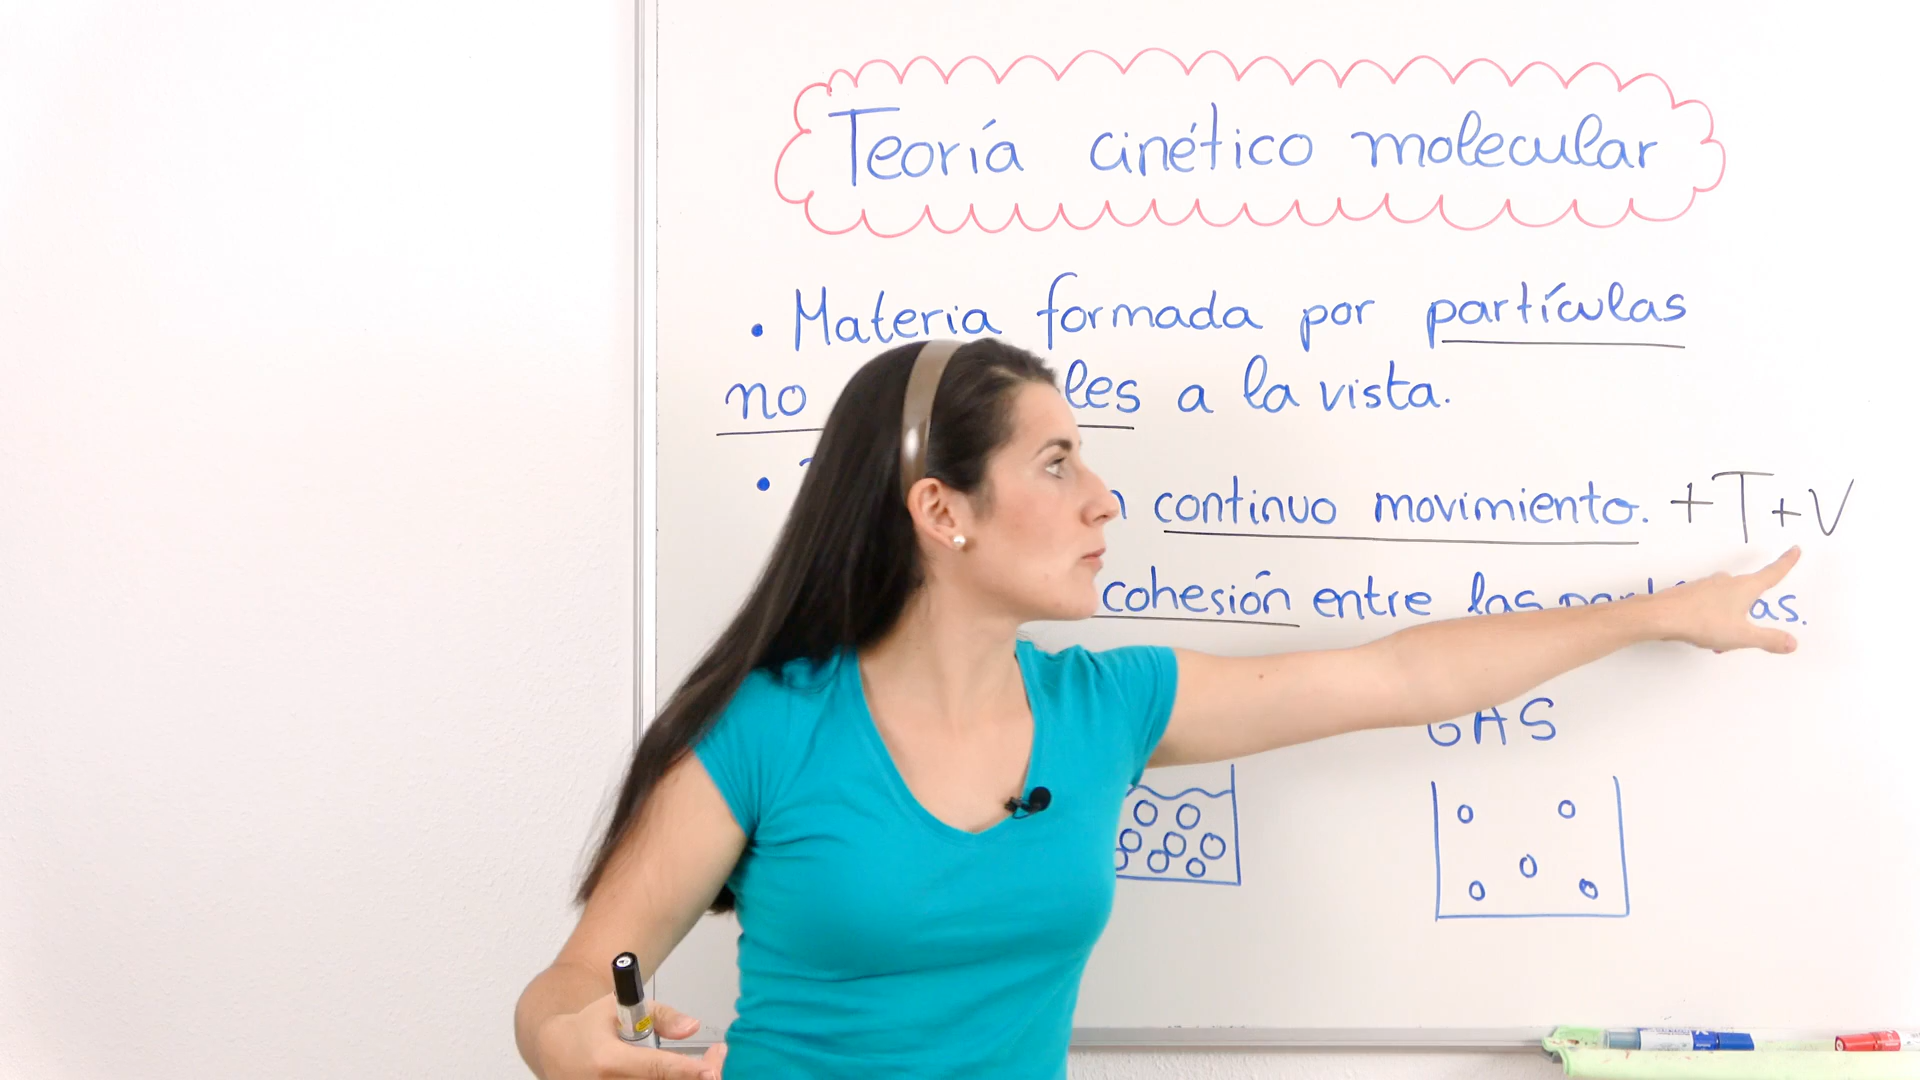 Teoría cinético molecular
• Materia formada por partículas
no les a la vista.
• continuo movimiento. +T+V
cohesión entre las as.
GAS